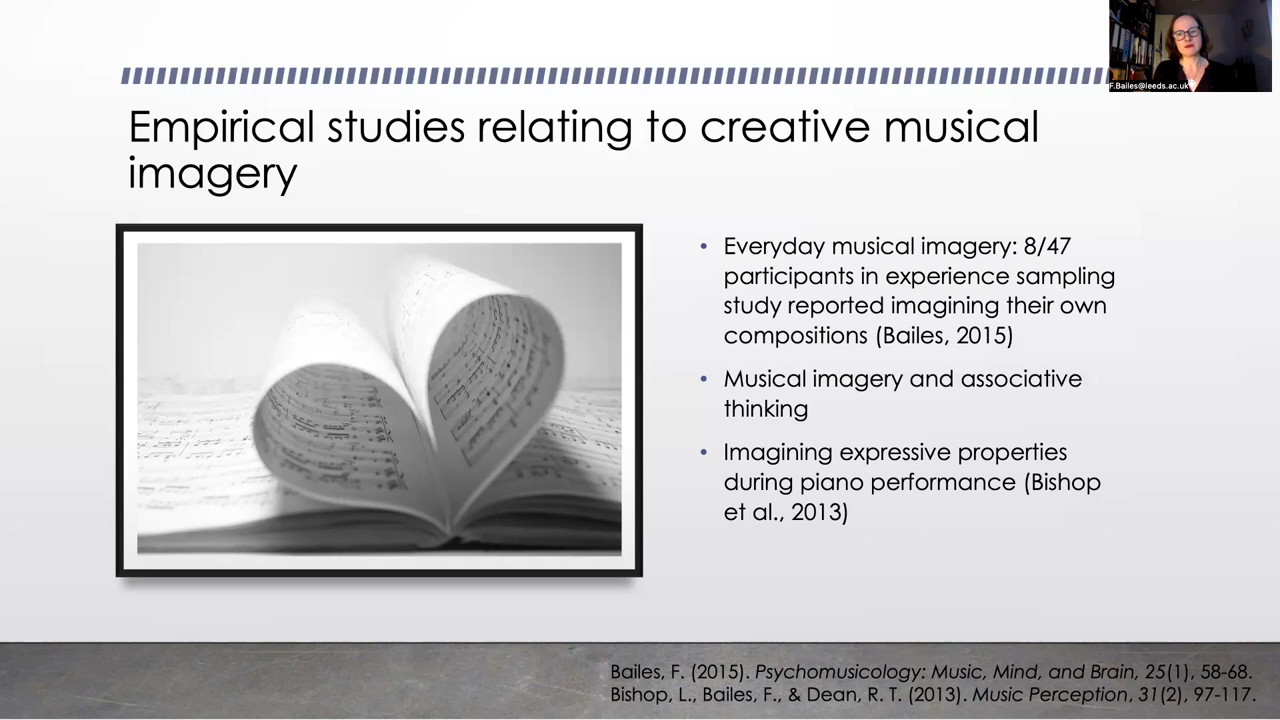 F.Bailes@leeds.ac.uk
Empirical studies relating to creative musical
imagery
• Everyday musical imagery: 8/47
participants in experience sampling
study reported imagining their own
compositions (Bailes, 2015)
• Musical imagery and associative
thinking
• Imagining expressive properties
during piano performance (Bishop
et al., 2013)
Bailes, F. (2015). Psychomusicology: Music, Mind, and Brain, 25(1), 58-68.
Bishop, L., Bailes, F., & Dean, R. T. (2013). Music Perception, 31(2), 97-117.